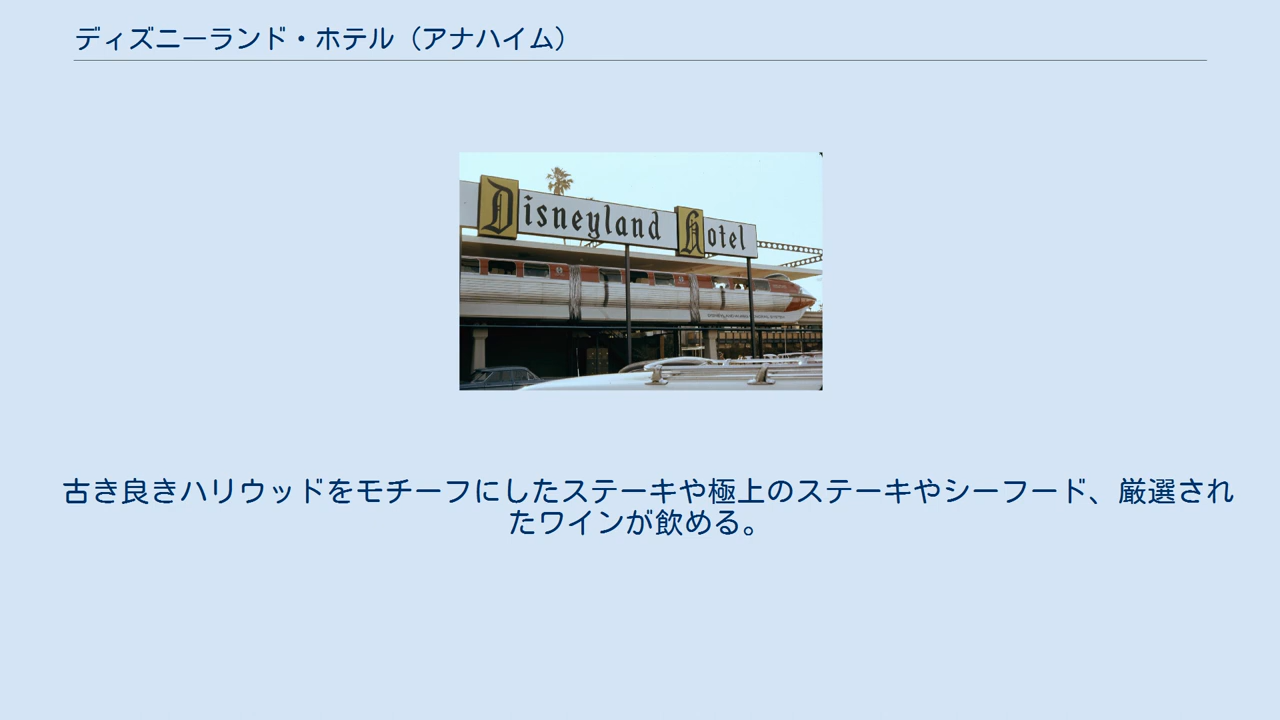 ディズニーランド・ホテル（アナハイム）
Disneyland Hotel
古き良きハリウッドをモチーフにしたステーキや極上のステーキやシーフード、厳選され
たワインが飲める。